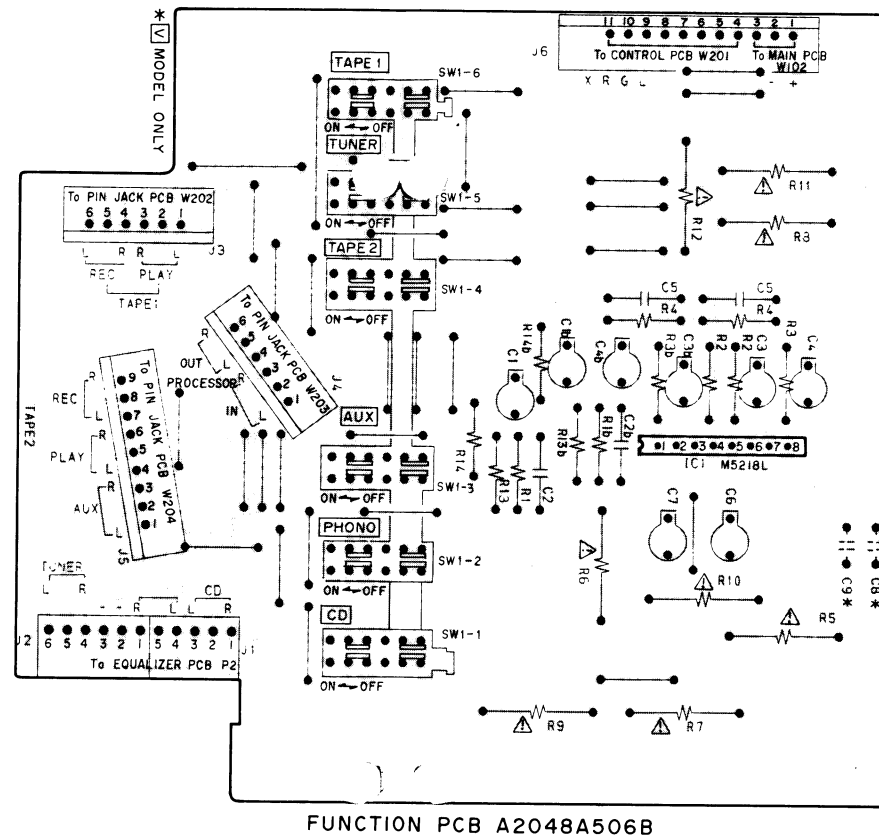 * V MODEL ONLY
11 10 9 8 7 6 5 4 3 2 1
J6
To CONTROL PCB W201
To MAIN PCB W102
X R G L
- +
TAPE 1
SW1-6
ON OFF
TUNER
SW1-5
ON OFF
TAPE 2
SW1-4
ON OFF
To PIN JACK PCB W202
6 5 4 3 2 1
J3
L R R L
REC PLAY
TAPE1
R12
R11
R8
C5
R4
C5
R4
To PIN JACK PCB W203
6 5 4 3 2 1
J4
R L
OUT
PROCESSOR
R
IN L
R14b
C1b
C1
C4b
R3b
C3b
R2
R2
C3
R3
C4
TAPE2
To PIN JACK PCB W204
9 8 7 6 5 4 3 2 1
J5
R
REC
L
R
PLAY
L
R
AUX
L
AUX
SW1-3
ON OFF
R14
R13
R1
C2
R13b
R1b
C2b
1 2 3 4 5 6 7 8
IC1 M5218L
PHONO
SW1-2
ON OFF
C7
C6
R6
R10
C9*
C8*
R5
TUNER
L R
- + R L L R
CD
J2
6 5 4 3 2 1 5 4 3 2 1
J1
To EQUALIZER PCB P2
CD
SW1-1
ON OFF
R9
R7
FUNCTION PCB A2048A506B